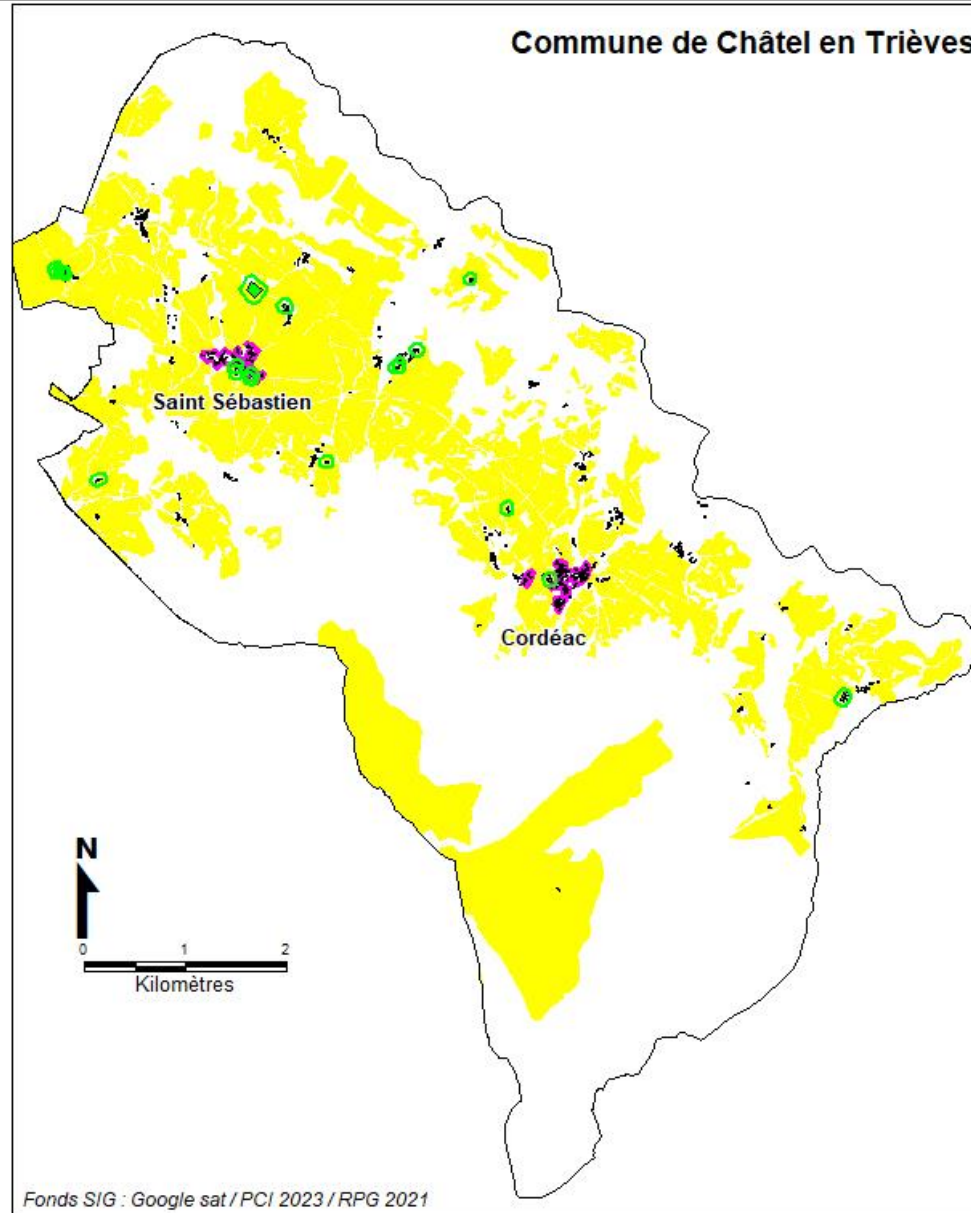 Commune de Châtel en Trièves
Saint Sébastien
Cordéac
N
0 1 2
Kilomètres
Fonds SIG : Google sat / PCI 2023 / RPG 2021